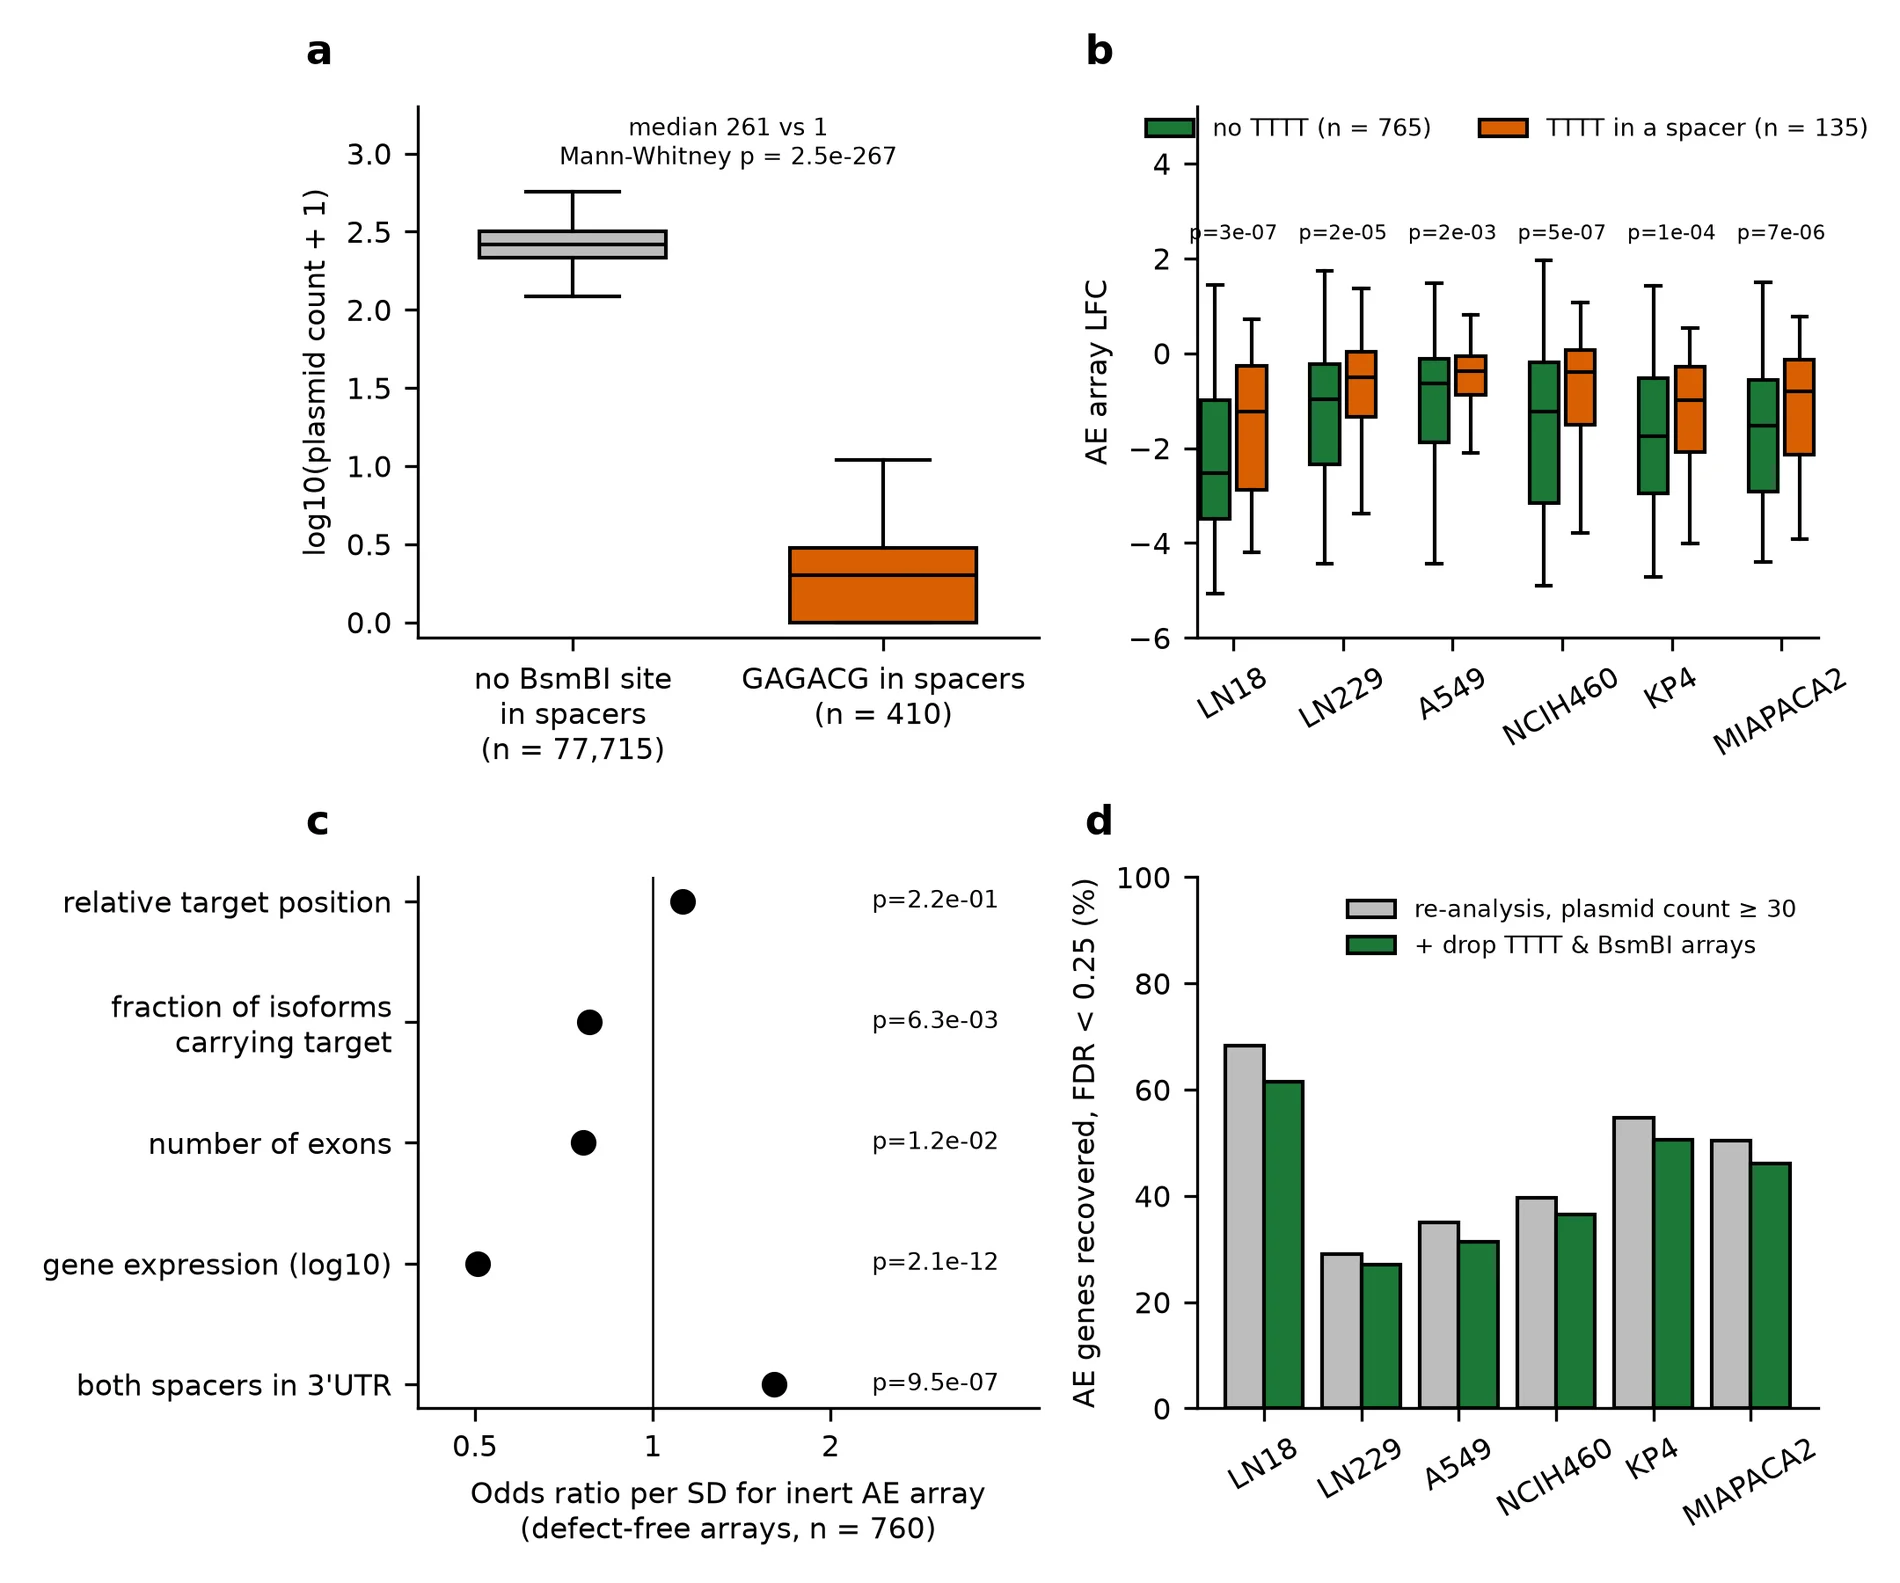 a
median 261 vs 1
Mann-Whitney p = 2.5e-267
log10(plasmid count + 1)
3.0
2.5
2.0
1.5
1.0
0.5
0.0
no BsmBI site
in spacers
(n = 77,715)
GAGACG in spacers
(n = 410)
b
no TTTT (n = 765)
TTTT in a spacer (n = 135)
p=3e-07
p=2e-05
p=2e-03
p=5e-07
p=1e-04
p=7e-06
AE array LFC
4
2
0
−2
−4
−6
LN18
LN229
A549
NCIH460
KP4
MIAPACA2
c
relative target position
p=2.2e-01
fraction of isoforms
carrying target
p=6.3e-03
number of exons
p=1.2e-02
gene expression (log10)
p=2.1e-12
both spacers in 3'UTR
p=9.5e-07
0.5
1
2
Odds ratio per SD for inert AE array
(defect-free arrays, n = 760)
d
re-analysis, plasmid count ≥ 30
+ drop TTTT & BsmBI arrays
AE genes recovered, FDR < 0.25 (%)
100
80
60
40
20
0
LN18
LN229
A549
NCIH460
KP4
MIAPACA2